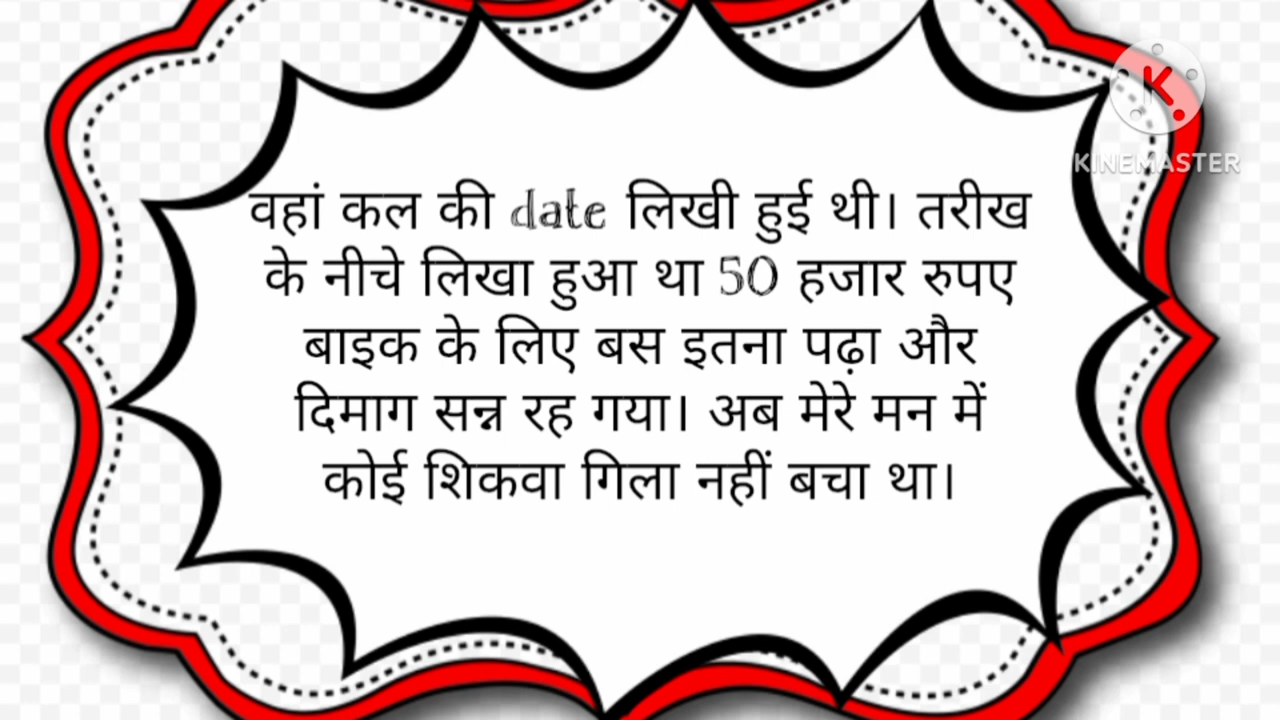 KINEMASTER
वहां कल की date लिखी हुई थी। तरीख
के नीचे लिखा हुआ था 50 हजार रुपए
बाइक के लिए बस इतना पढ़ा और
दिमाग सन्न रह गया। अब मेरे मन में
कोई शिकवा गिला नहीं बचा था।